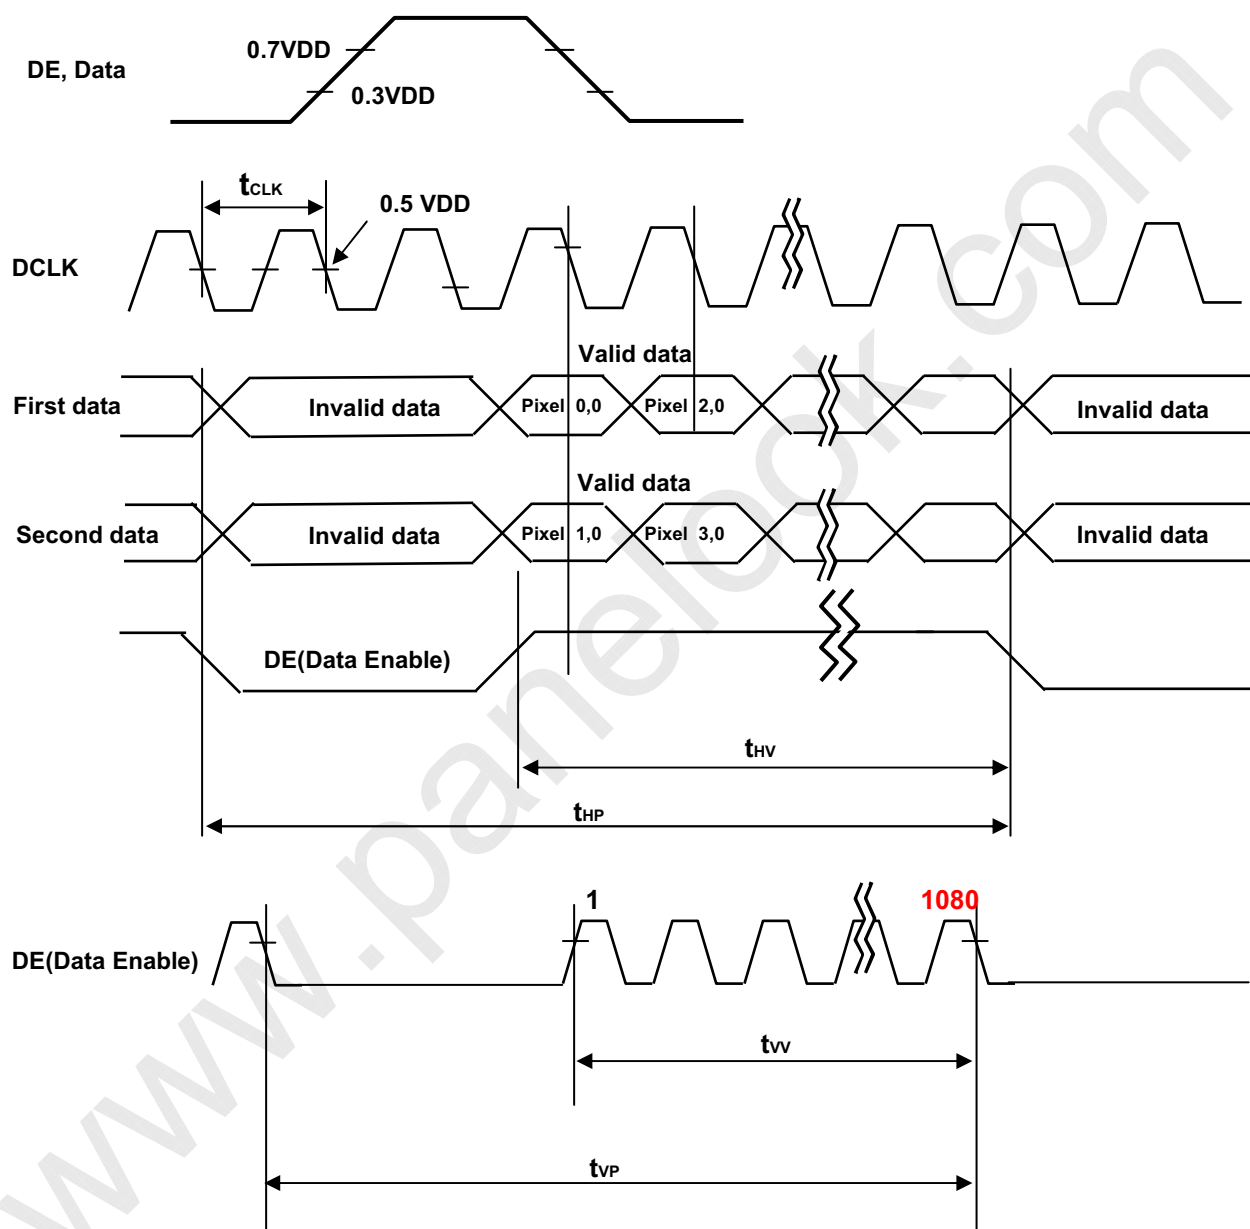 0.7VDD
DE, Data
0.3VDD
tCLK
0.5 VDD
DCLK
Valid data
First data
Invalid data
Pixel 0,0
Pixel 2,0
Invalid data
Valid data
Second data
Invalid data
Pixel 1,0
Pixel 3,0
Invalid data
DE(Data Enable)
tHV
tHP
1
1080
DE(Data Enable)
tVV
tVP
www.panelook.com